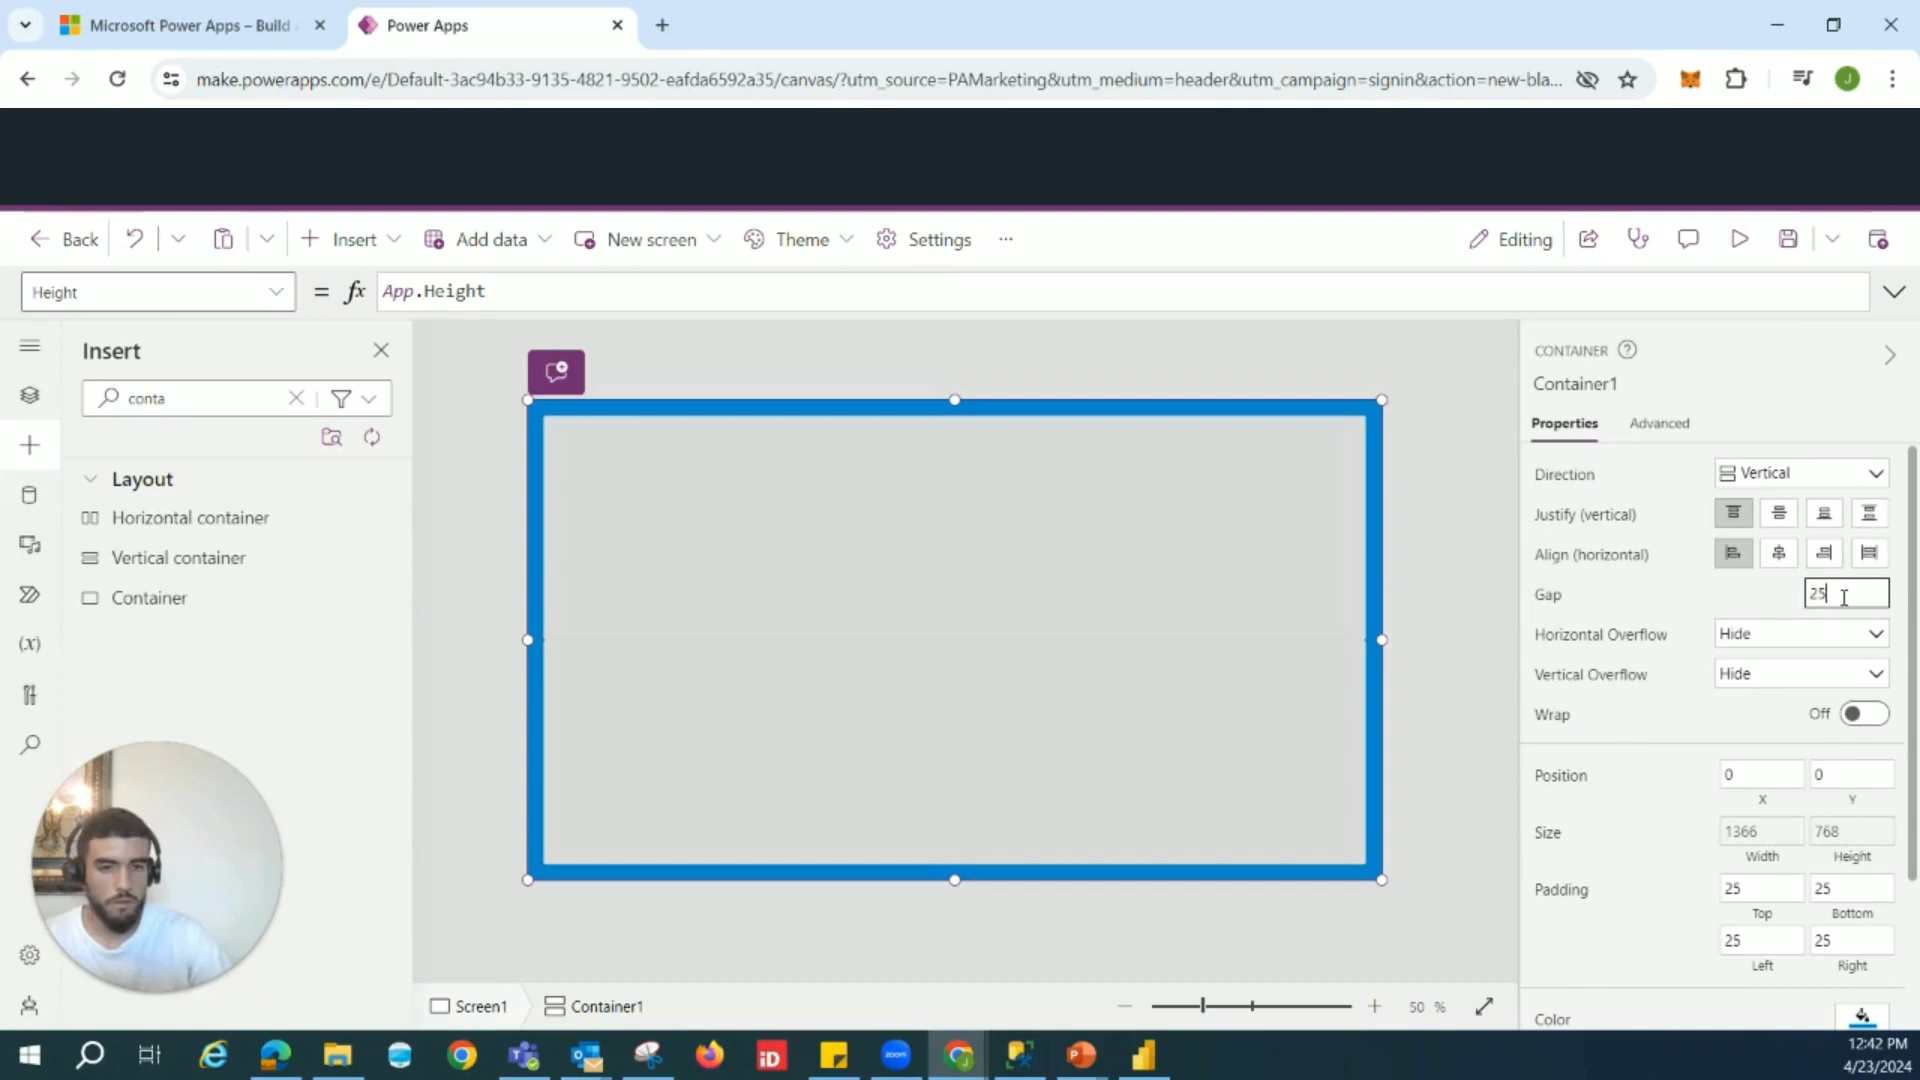 Microsoft Power Apps – Build
Power Apps
make.powerapps.com/e/Default-3ac94b33-9135-4821-9502-eafda6592a35/canvas/?utm_source=PAMarketing&utm_medium=header&utm_campaign=signin&action=new-bla...
J
Back
Insert
Add data
New screen
Theme
Settings
Editing
Height
= fx App.Height
Insert
conta
Layout
Horizontal container
Vertical container
Container
(x)
CONTAINER
Container1
Properties Advanced
Direction Vertical
Justify (vertical)
Align (horizontal)
Gap 25
Horizontal Overflow Hide
Vertical Overflow Hide
Wrap Off
Position 0 0
X Y
Size 1366 768
Width Height
Padding 25 25
Top Bottom
25 25
Left Right
Color
Screen1 Container1
50 %
iD
zoom
12:42 PM
4/23/2024